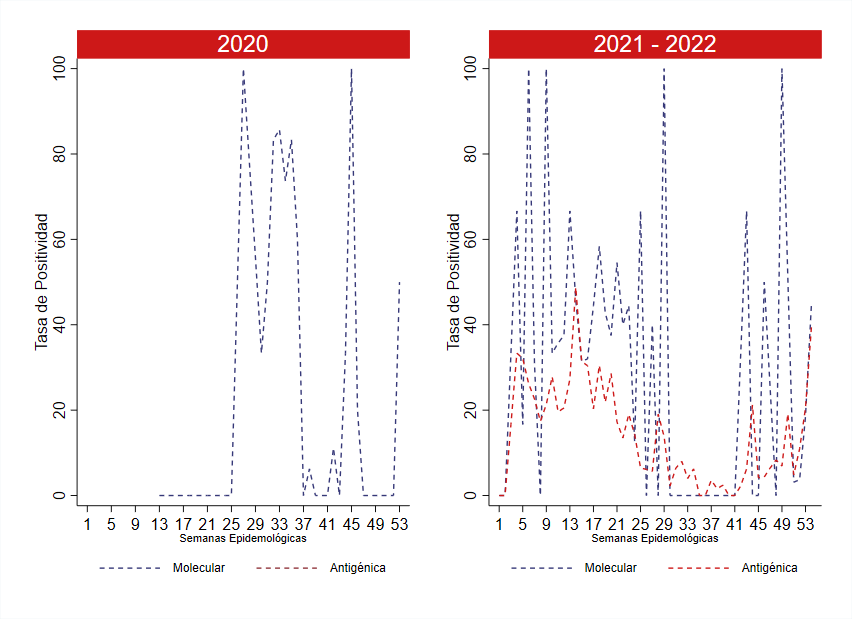 2020
Tasa de Positividad
100
80
60
40
20
0
1 5 9 13 17 21 25 29 33 37 41 45 49 53
Semanas Epidemológicas
Molecular Antigénica
2021 - 2022
Tasa de Positividad
100
80
60
40
20
0
1 5 9 13 17 21 25 29 33 37 41 45 49 53
Semanas Epidemológicas
Molecular Antigénica